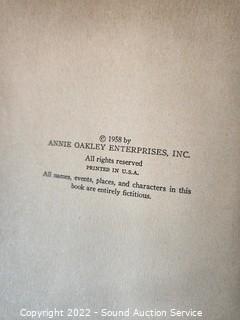 © 1958 by
ANNIE OAKLEY ENTERPRISES, INC.
All rights reserved
PRINTED IN U.S.A.
All names, events, places, and characters in this
book are entirely fictitious.
Copyright 2022 - Sound Auction Service